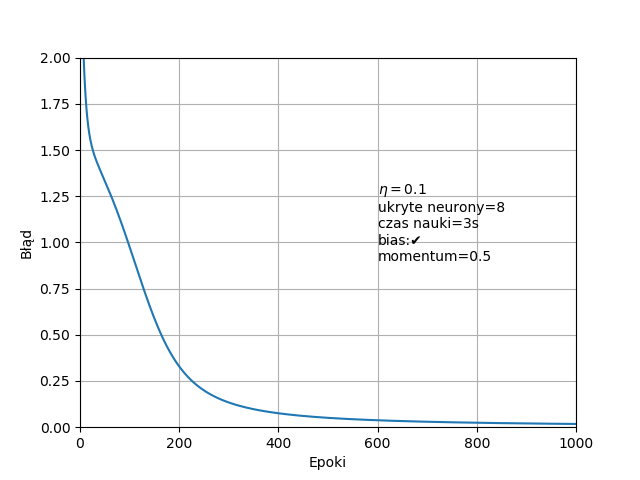 2.00
1.75
1.50
1.25
1.00
0.75
0.50
0.25
0.00
Błąd
η = 0.1
ukryte neurony=8
czas nauki=3s
bias:✔
momentum=0.5
0 200 400 600 800 1000
Epoki